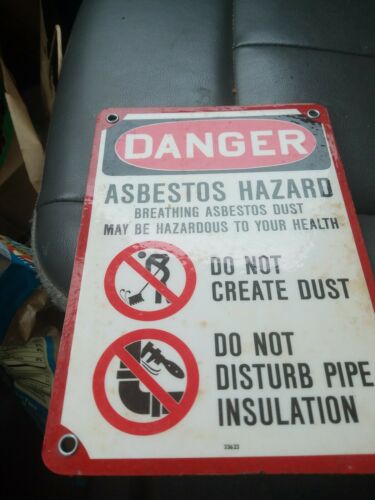 DANGER
ASBESTOS HAZARD
BREATHING ASBESTOS DUST
MAY BE HAZARDOUS TO YOUR HEALTH
DO NOT
CREATE DUST
DO NOT
DISTURB PIPE
INSULATION